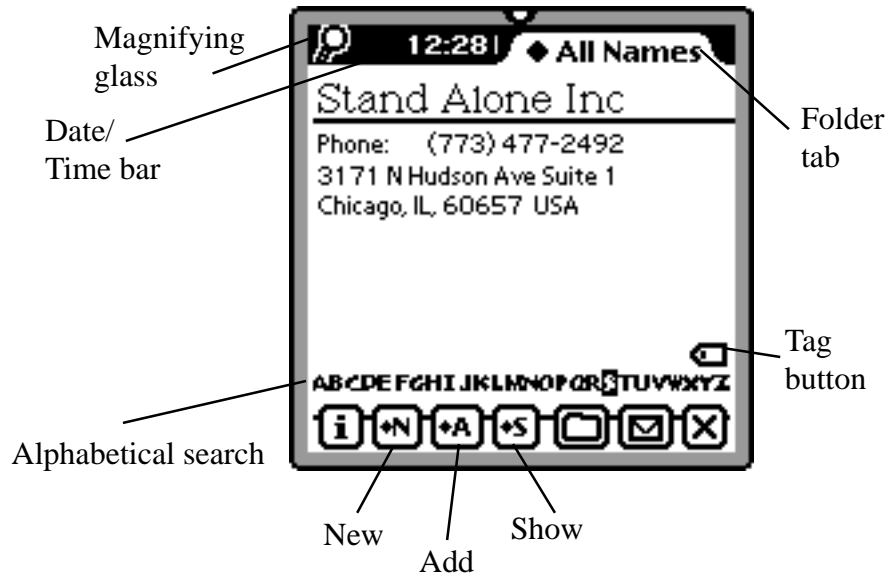 Magnifying
glass
12:28
◆ All Names
Date/
Time bar
Folder
tab
Stand Alone Inc
Phone: (773) 477-2492
3171 N Hudson Ave Suite 1
Chicago, IL, 60657 USA
Tag
button
ABCDEFGHIJKLMNOPQRSTUVWXYZ
Alphabetical search
i ◆N ◆A ◆S X
New
Add
Show